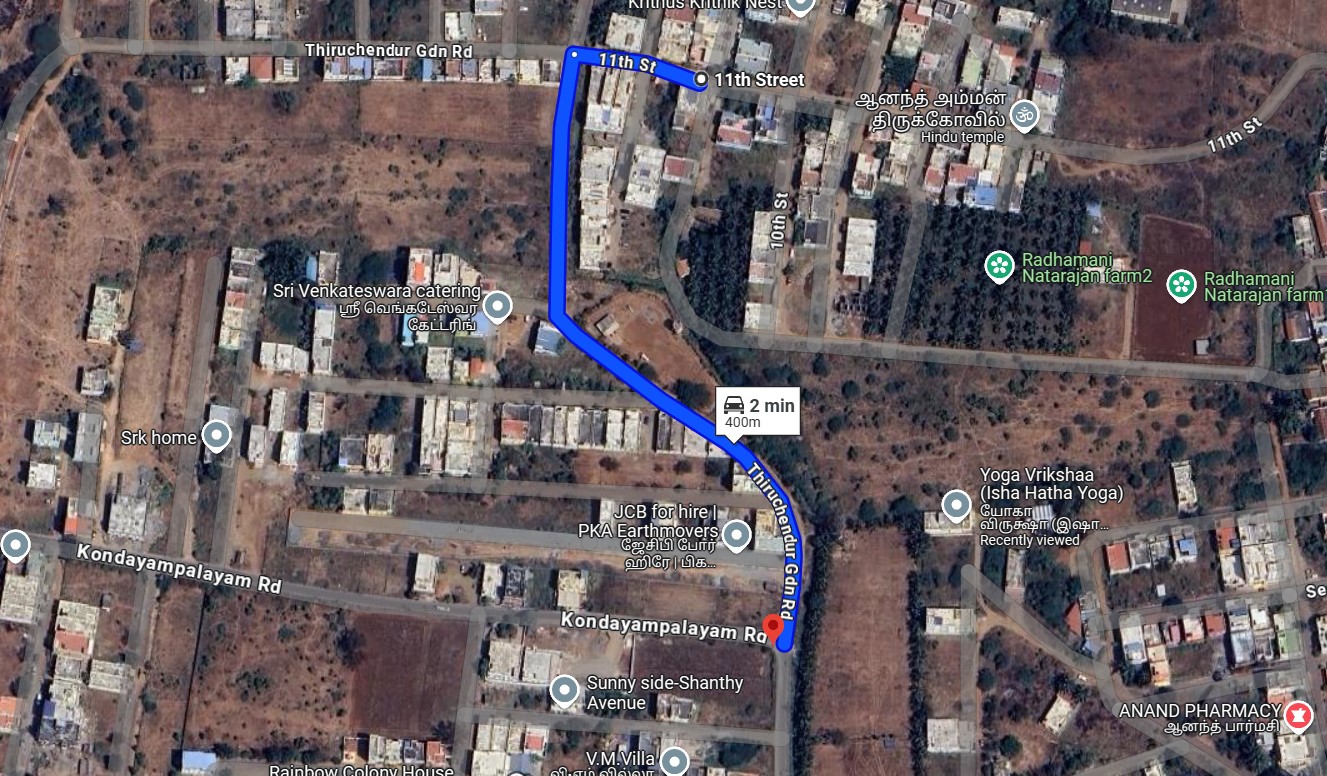 Krithus Krithik Nest
Thiruchendur Gdn Rd
11th St
11th Street
ஆனந்த் அம்மன்
திருக்கோவில்
Hindu temple
11th St
10th St
Radhamani
Natarajan farm2
Radhamani
Natarajan farm1
Sri Venkateswara catering
ஸ்ரீ வெங்கடேஸ்வர
கேட்டரிங்
2 min
400m
Srk home
Thiruchendur Gdn Rd
Yoga Vrikshaa
(Isha Hatha Yoga)
யோகா
விருக்ஷா (இஷா...
Recently viewed
JCB for hire |
PKA Earthmovers
ஜேசிபி போர்
ஹிரே | பிக...
Kondayampalayam Rd
Kondayampalayam Rd
Se
Sunny side-Shanthy
Avenue
ANAND PHARMACY
ஆனந்த் பார்மசி
V.M.Villa
வி.எம்.வில்லா
Rainbow Colony House